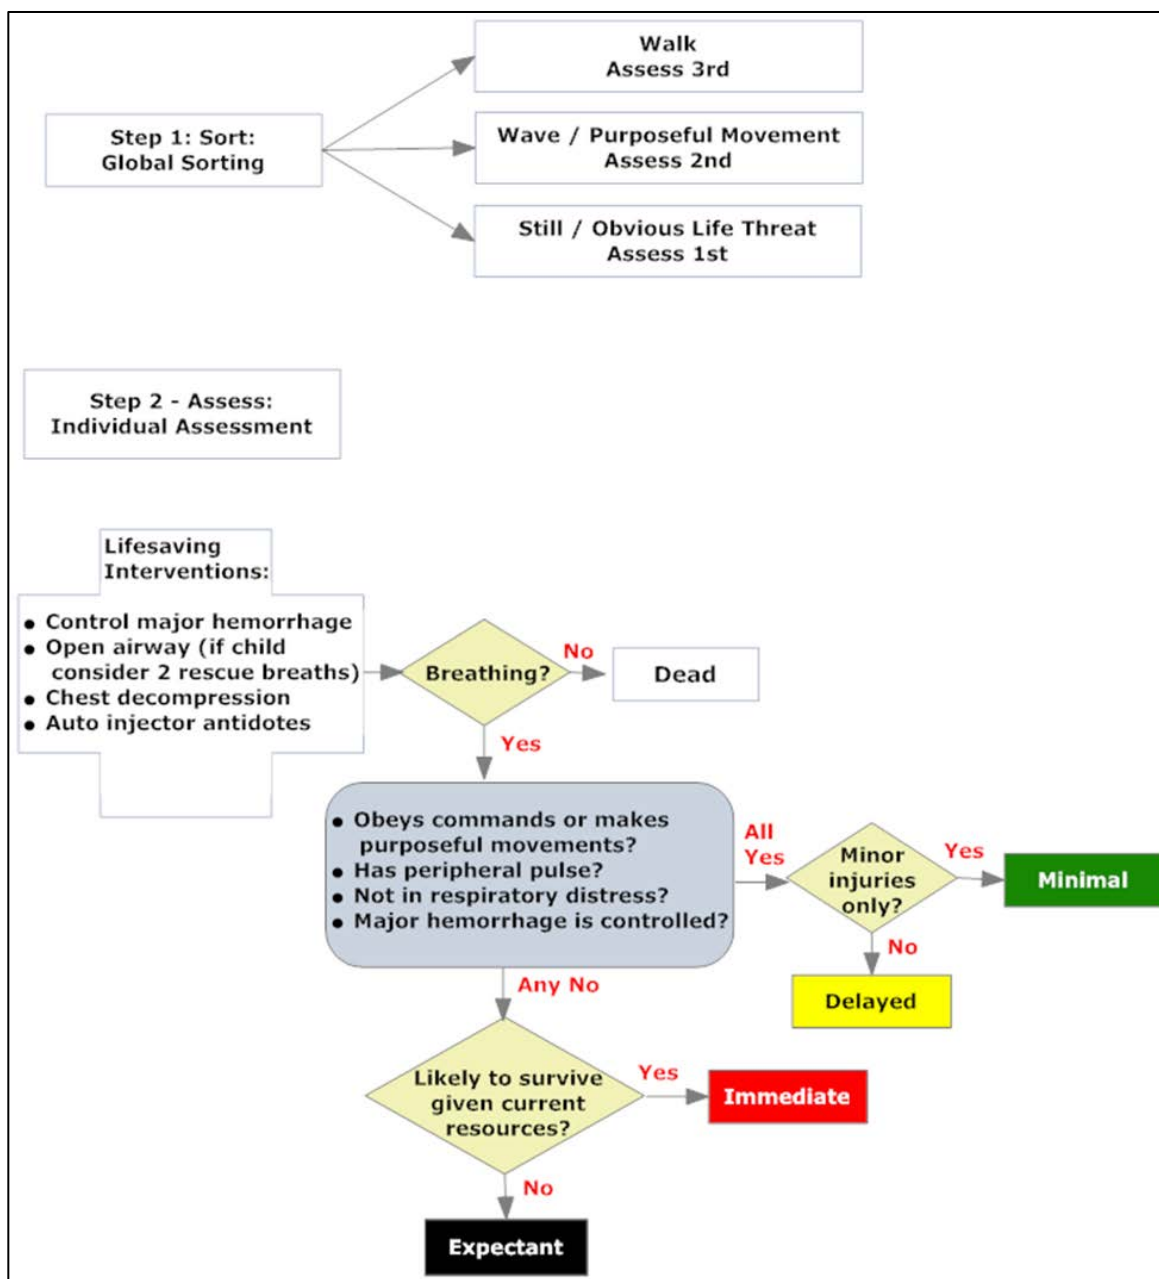 Walk
Assess 3rd
Step 1: Sort:
Global Sorting
Wave / Purposeful Movement
Assess 2nd
Still / Obvious Life Threat
Assess 1st
Step 2 - Assess:
Individual Assessment
Lifesaving
Interventions:
● Control major hemorrhage
● Open airway (if child
consider 2 rescue breaths)
● Chest decompression
● Auto injector antidotes
Breathing?
No
Dead
Yes
● Obeys commands or makes
purposeful movements?
● Has peripheral pulse?
● Not in respiratory distress?
● Major hemorrhage is controlled?
All
Yes
Minor
injuries
only?
Yes
Minimal
No
Delayed
Any No
Likely to survive
given current
resources?
Yes
Immediate
No
Expectant